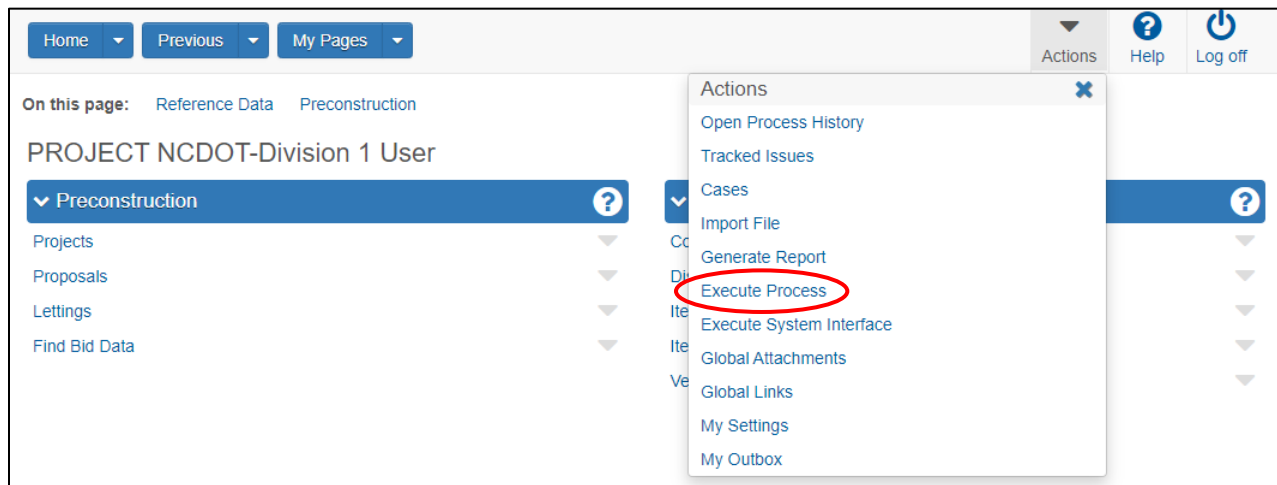 Home Previous My Pages
Actions Help Log off
On this page: Reference Data Preconstruction
PROJECT NCDOT-Division 1 User
Preconstruction
Projects
Proposals
Lettings
Find Bid Data
Actions
Open Process History
Tracked Issues
Cases
Import File
Generate Report
Execute Process
Execute System Interface
Global Attachments
Global Links
My Settings
My Outbox